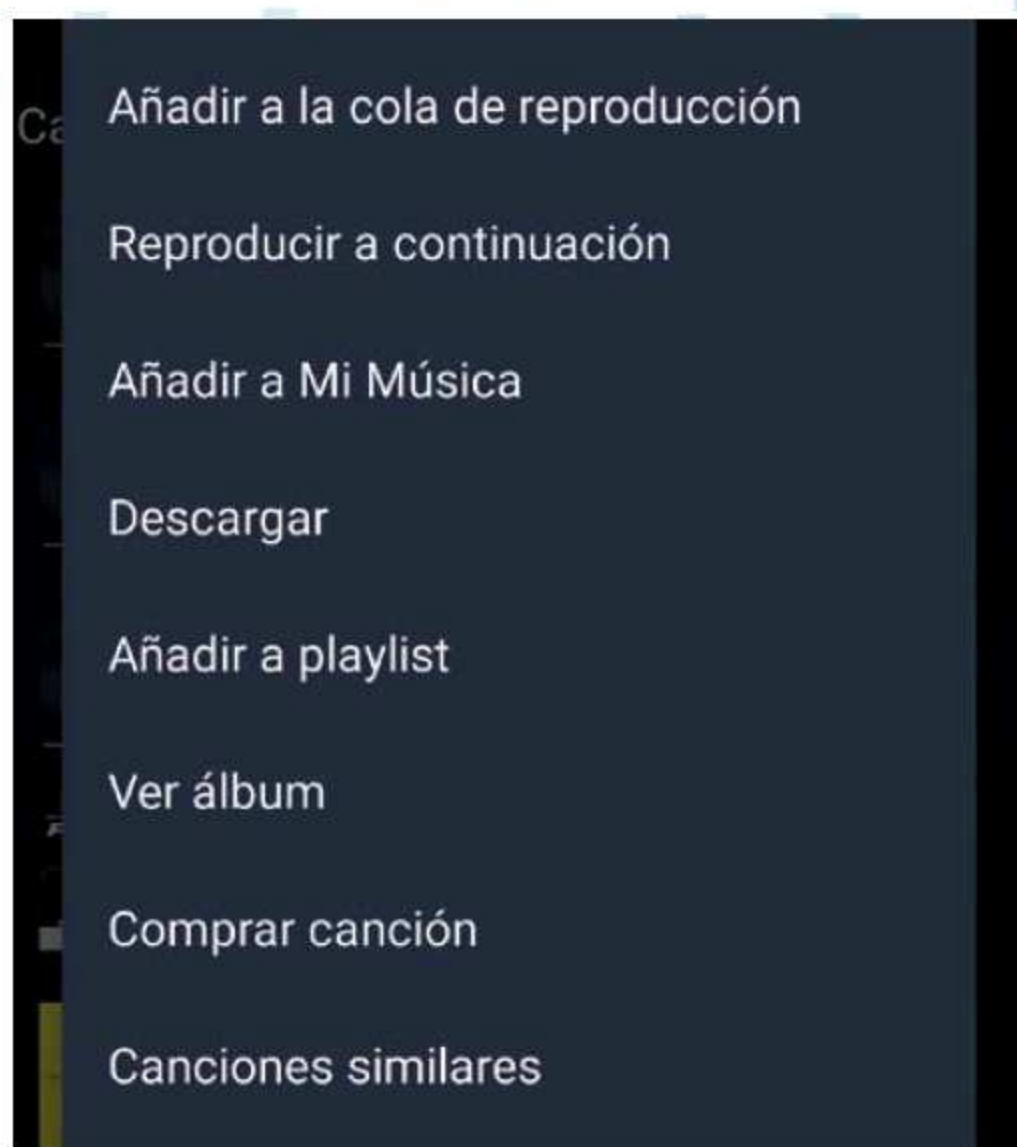 Ca
Añadir a la cola de reproducción
Reproducir a continuación
Añadir a Mi Música
Descargar
Añadir a playlist
Ver álbum
Comprar canción
Canciones similares